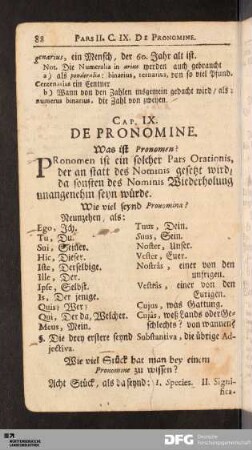 82 PARS II. C. IX. DE PRONOMINE.
genarius, ein Mensch, der 60. Jahr alt ist.
Not. Die Numeralia in arius werden auch gebraucht
a) als ponderalia: binarius, ternarius, von so viel Pfund.
Centenarius ein Centner
b) Wann von den Zahlen insgemein gedacht wird, als:
numerus binarius. die Zahl von zweyen
CAP. IX.
DE PRONOMINE.
Was ist Pronomen?
PRonomen ist ein solcher Pars Orationis,
der an statt des Nominis gesetzt wird;
da sonsten des Nominis Wiederholung
unangenehm seyn würde.
Wie viel seynd Pronomina?
Neunzehen, als:
Ego, Ich. Tuus, Dein.
Tu, Du. Suus, Sein.
Sui, Seiner. Noster, Unser.
Hic, Dieser. Vester, Euer.
Iste, Derselbige. Nostrás, einer von den
Ille, Der. unsrigen.
Ipse, Selbst. Vestrás, einer von den
Is, Der jenige. Eurigen.
Quis; Wer; Cujus, was Gattung.
Qui, Der da, Welcher. Cujás, weß Lands oder Ge-
Meus, Mein. schlechts? von wannen?
§. Die drey erstere seynd Substantiva, die übrige Ad-
jectiva.
Wie viel Stück hat man bey einem
Pronomine zu wissen?
Acht Stück, als da seynd: I. Species. II. Signi-
fica-
DFG